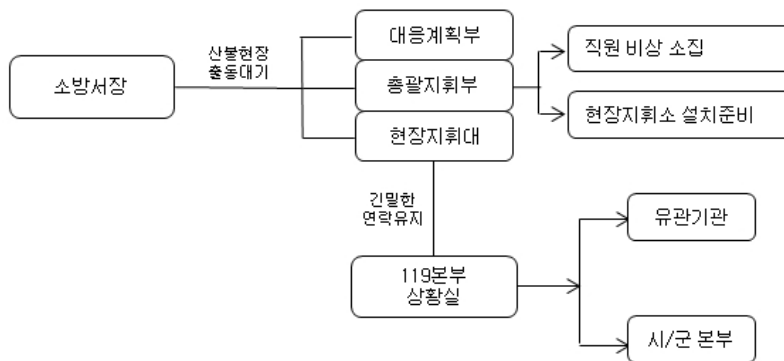 대응계획부
직원 비상 소집
산불현장
출동대기
소방서장
총괄지휘부
현장지휘소 설치준비
현장지휘대
긴밀한
연락유지
유관기관
119본부
상황실
시/군 본부